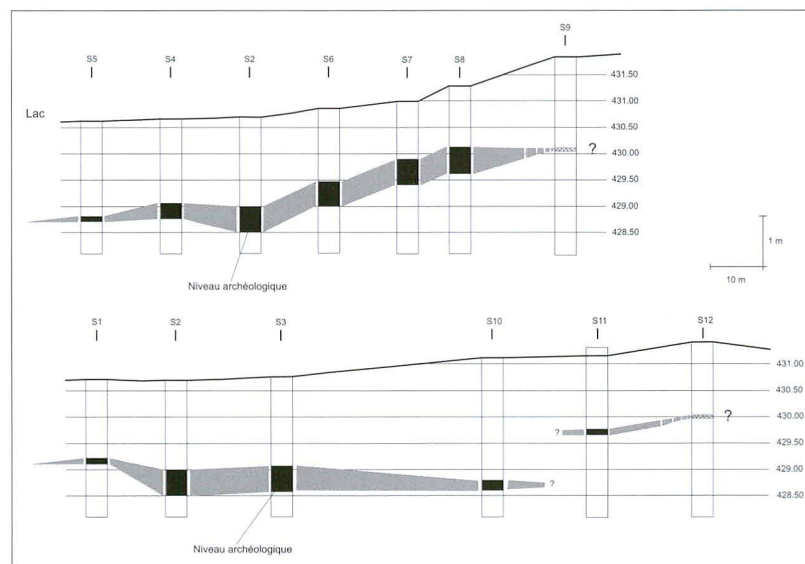 S5 S4 S2 S6 S7 S8 S9
Lac
431.50
431.00
430.50
430.00
429.50
429.00
428.50
?
Niveau archéologique
1 m
10 m
S1 S2 S3 S10 S11 S12
431.00
430.00
429.50
429.00
428.50
?
?
?
Niveau archéologique